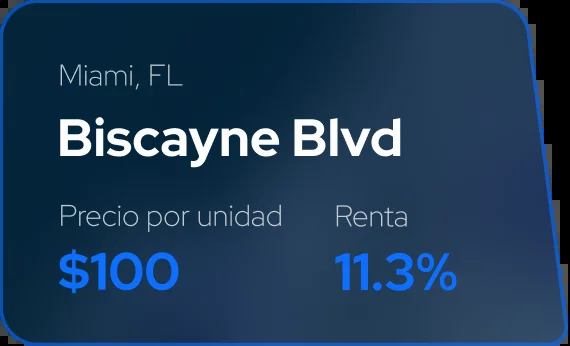 Miami, FL
Biscayne Blvd
Precio por unidad Renta
$100 11.3%